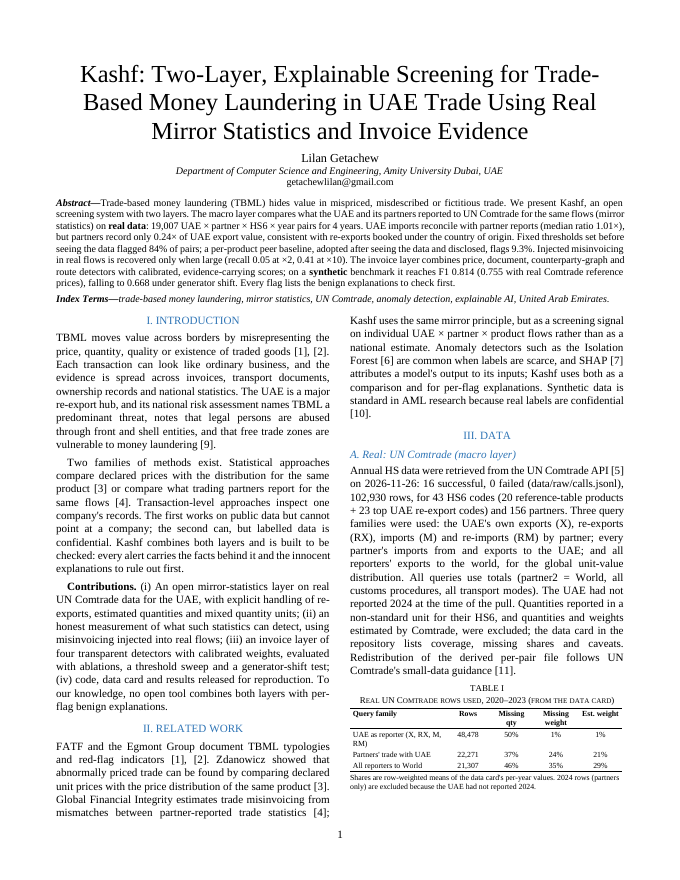 Kashf: Two-Layer, Explainable Screening for Trade-
Based Money Laundering in UAE Trade Using Real
Mirror Statistics and Invoice Evidence
Lilan Getachew
Department of Computer Science and Engineering, Amity University Dubai, UAE
getachewlilan@gmail.com
Abstract—Trade-based money laundering (TBML) hides value in mispriced, misdescribed or fictitious trade. We present Kashf, an open
screening system with two layers. The macro layer compares what the UAE and its partners reported to UN Comtrade for the same flows (mirror
statistics) on real data: 19,007 UAE × partner × HS6 × year pairs for 4 years. UAE imports reconcile with partner reports (median ratio 1.01×),
but partners record only 0.24× of UAE export value, consistent with re-exports booked under the country of origin. Fixed thresholds set before
seeing the data flagged 84% of pairs; a per-product peer baseline, adopted after seeing the data and disclosed, flags 9.3%. Injected misinvoicing
in real flows is recovered only when large (recall 0.05 at ×2, 0.41 at ×10). The invoice layer combines price, document, counterparty-graph and
route detectors with calibrated, evidence-carrying scores; on a synthetic benchmark it reaches F1 0.814 (0.755 with real Comtrade reference
prices), falling to 0.668 under generator shift. Every flag lists the benign explanations to check first.
Index Terms—trade-based money laundering, mirror statistics, UN Comtrade, anomaly detection, explainable AI, United Arab Emirates.
I. INTRODUCTION
TBML moves value across borders by misrepresenting the
price, quantity, quality or existence of traded goods [1], [2].
Each transaction can look like ordinary business, and the
evidence is spread across invoices, transport documents,
ownership records and national statistics. The UAE is a major
re-export hub, and its national risk assessment names TBML a
predominant threat, notes that legal persons are abused
through front and shell entities, and that free trade zones are
vulnerable to money laundering [9].
Two families of methods exist. Statistical approaches
compare declared prices with the distribution for the same
product [3] or compare what trading partners report for the
same flows [4]. Transaction-level approaches inspect one
company's records. The first works on public data but cannot
point at a company; the second can, but labelled data is
confidential. Kashf combines both layers and is built to be
checked: every alert carries the facts behind it and the innocent
explanations to rule out first.
Contributions. (i) An open mirror-statistics layer on real
UN Comtrade data for the UAE, with explicit handling of re-
exports, estimated quantities and mixed quantity units; (ii) an
honest measurement of what such statistics can detect, using
misinvoicing injected into real flows; (iii) an invoice layer of
four transparent detectors with calibrated weights, evaluated
with ablations, a threshold sweep and a generator-shift test;
(iv) code, data card and results released for reproduction. To
our knowledge, no open tool combines both layers with per-
flag benign explanations.
II. RELATED WORK
FATF and the Egmont Group document TBML typologies
and red-flag indicators [1], [2]. Zdanowicz showed that
abnormally priced trade can be found by comparing declared
unit prices with the price distribution of the same product [3].
Global Financial Integrity estimates trade misinvoicing from
mismatches between partner-reported trade statistics [4];
Kashf uses the same mirror principle, but as a screening signal
on individual UAE × partner × product flows rather than as a
national estimate. Anomaly detectors such as the Isolation
Forest [6] are common when labels are scarce, and SHAP [7]
attributes a model's output to its inputs; Kashf uses both as a
comparison and for per-flag explanations. Synthetic data is
standard in AML research because real labels are confidential
[10].
III. DATA
A. Real: UN Comtrade (macro layer)
Annual HS data were retrieved from the UN Comtrade API [5]
on 2026-11-26: 16 successful, 0 failed (data/raw/calls.jsonl),
102,930 rows, for 43 HS6 codes (20 reference-table products
+ 23 top UAE re-export codes) and 156 partners. Three query
families were used: the UAE's own exports (X), re-exports
(RX), imports (M) and re-imports (RM) by partner; every
partner's imports from and exports to the UAE; and all
reporters' exports to the world, for the global unit-value
distribution. All queries use totals (partner2 = World, all
customs procedures, all transport modes). The UAE had not
reported 2024 at the time of the pull. Quantities reported in a
non-standard unit for their HS6, and quantities and weights
estimated by Comtrade, were excluded; the data card in the
repository lists coverage, missing shares and caveats.
Redistribution of the derived per-pair file follows UN
Comtrade's small-data guidance [11].
TABLE I
REAL UN COMTRADE ROWS USED, 2020–2023 (FROM THE DATA CARD)
Query family Rows Missing qty Missing weight Est. weight
UAE as reporter (X, RX, M, RM) 48,478 50% 1% 1%
Partners' trade with UAE 22,271 37% 24% 21%
All reporters to World 21,307 46% 35% 29%
Shares are row-weighted means of the data card's per-year values. 2024 rows (partners
only) are excluded because the UAE had not reported 2024.
1